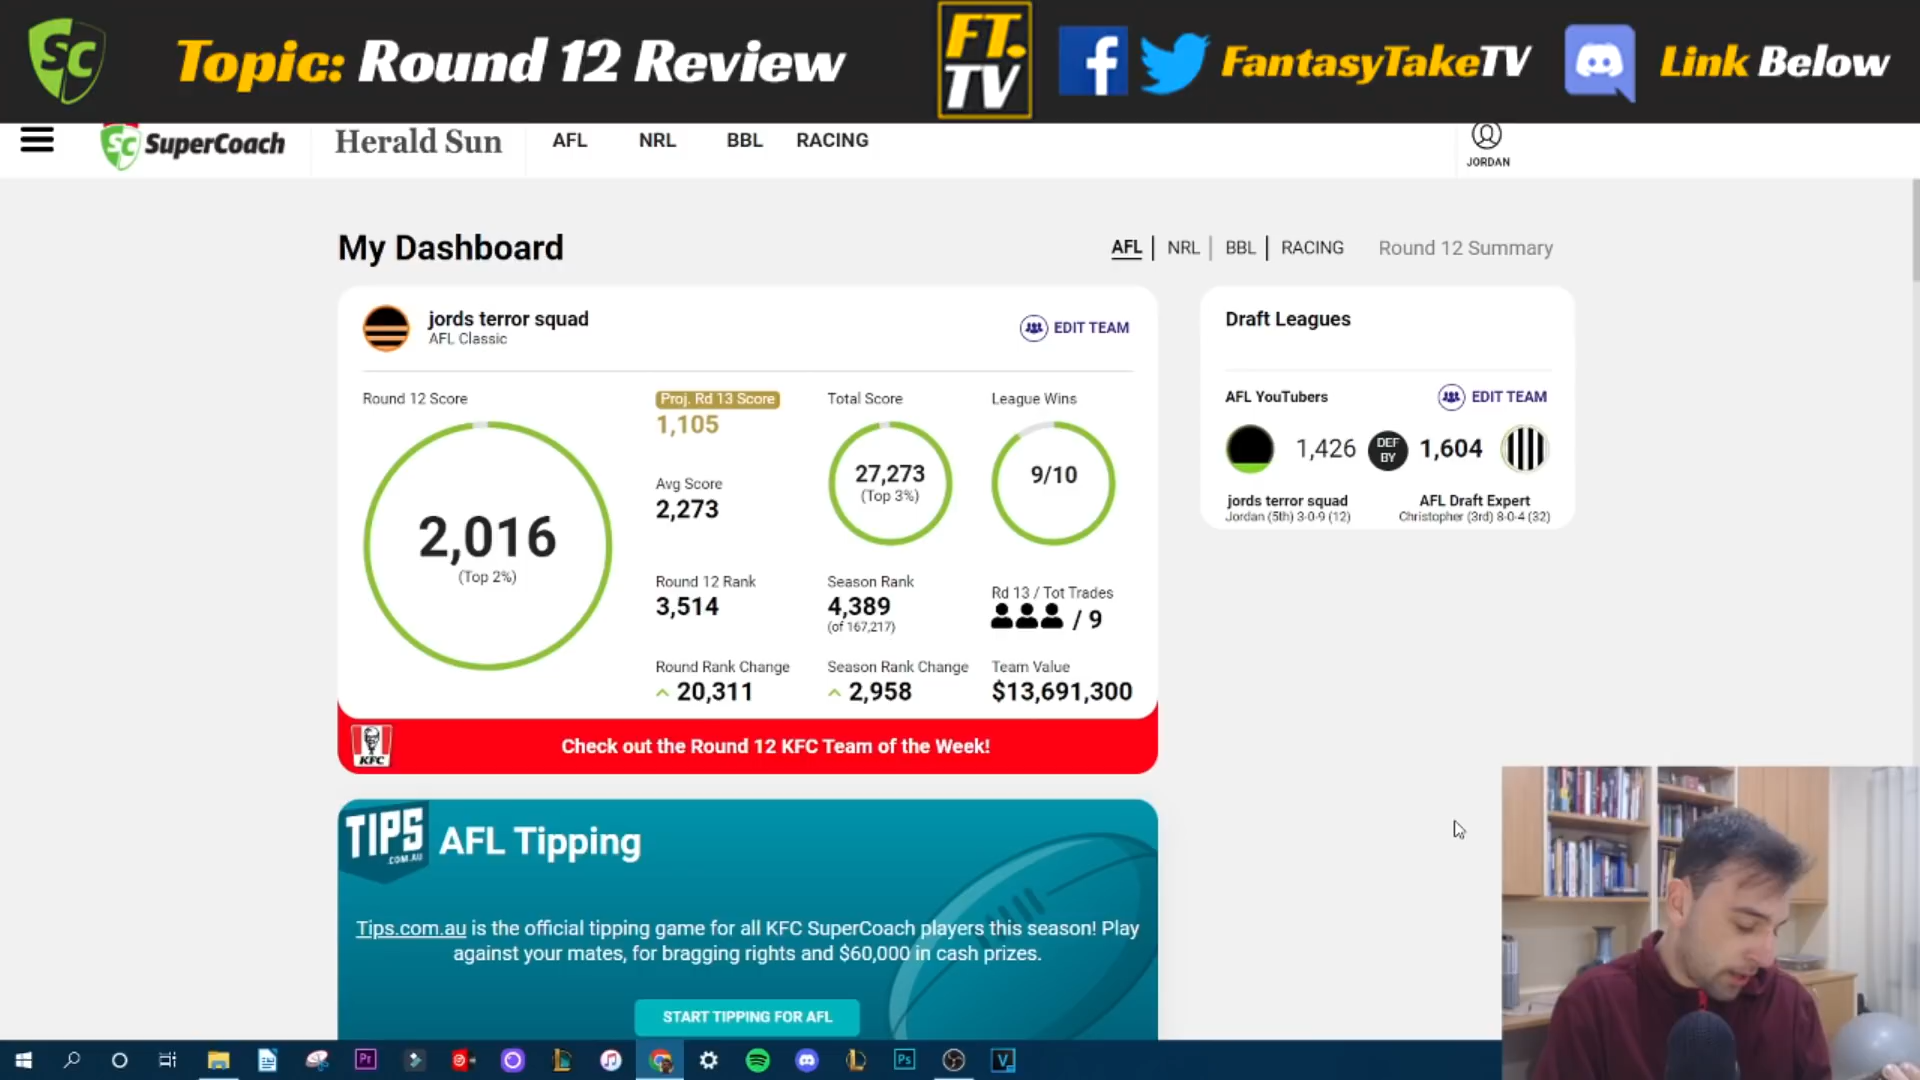 SC
Topic: Round 12 Review
FT.
TV
f
FantasyTakeTV
Link Below
SC SuperCoach
Herald Sun
AFL
NRL
BBL
RACING
JORDAN
My Dashboard
AFL | NRL | BBL | RACING
Round 12 Summary
jords terror squad
AFL Classic
EDIT TEAM
Round 12 Score
2,016
(Top 2%)
Proj. Rd 13 Score
1,105
Avg Score
2,273
Round 12 Rank
3,514
Round Rank Change
20,311
Total Score
27,273
(Top 3%)
Season Rank
4,389
(of 167,217)
Season Rank Change
2,958
League Wins
9/10
Rd 13 / Tot Trades
/ 9
Team Value
$13,691,300
KFC
Check out the Round 12 KFC Team of the Week!
Draft Leagues
AFL YouTubers
EDIT TEAM
1,426
DEF
BY
1,604
jords terror squad
Jordan (5th) 3-0-9 (12)
AFL Draft Expert
Christopher (3rd) 8-0-4 (32)
TIPS
.COM.AU
AFL Tipping
Tips.com.au is the official tipping game for all KFC SuperCoach players this season! Play
against your mates, for bragging rights and $60,000 in cash prizes.
START TIPPING FOR AFL
Pr
Ps
V